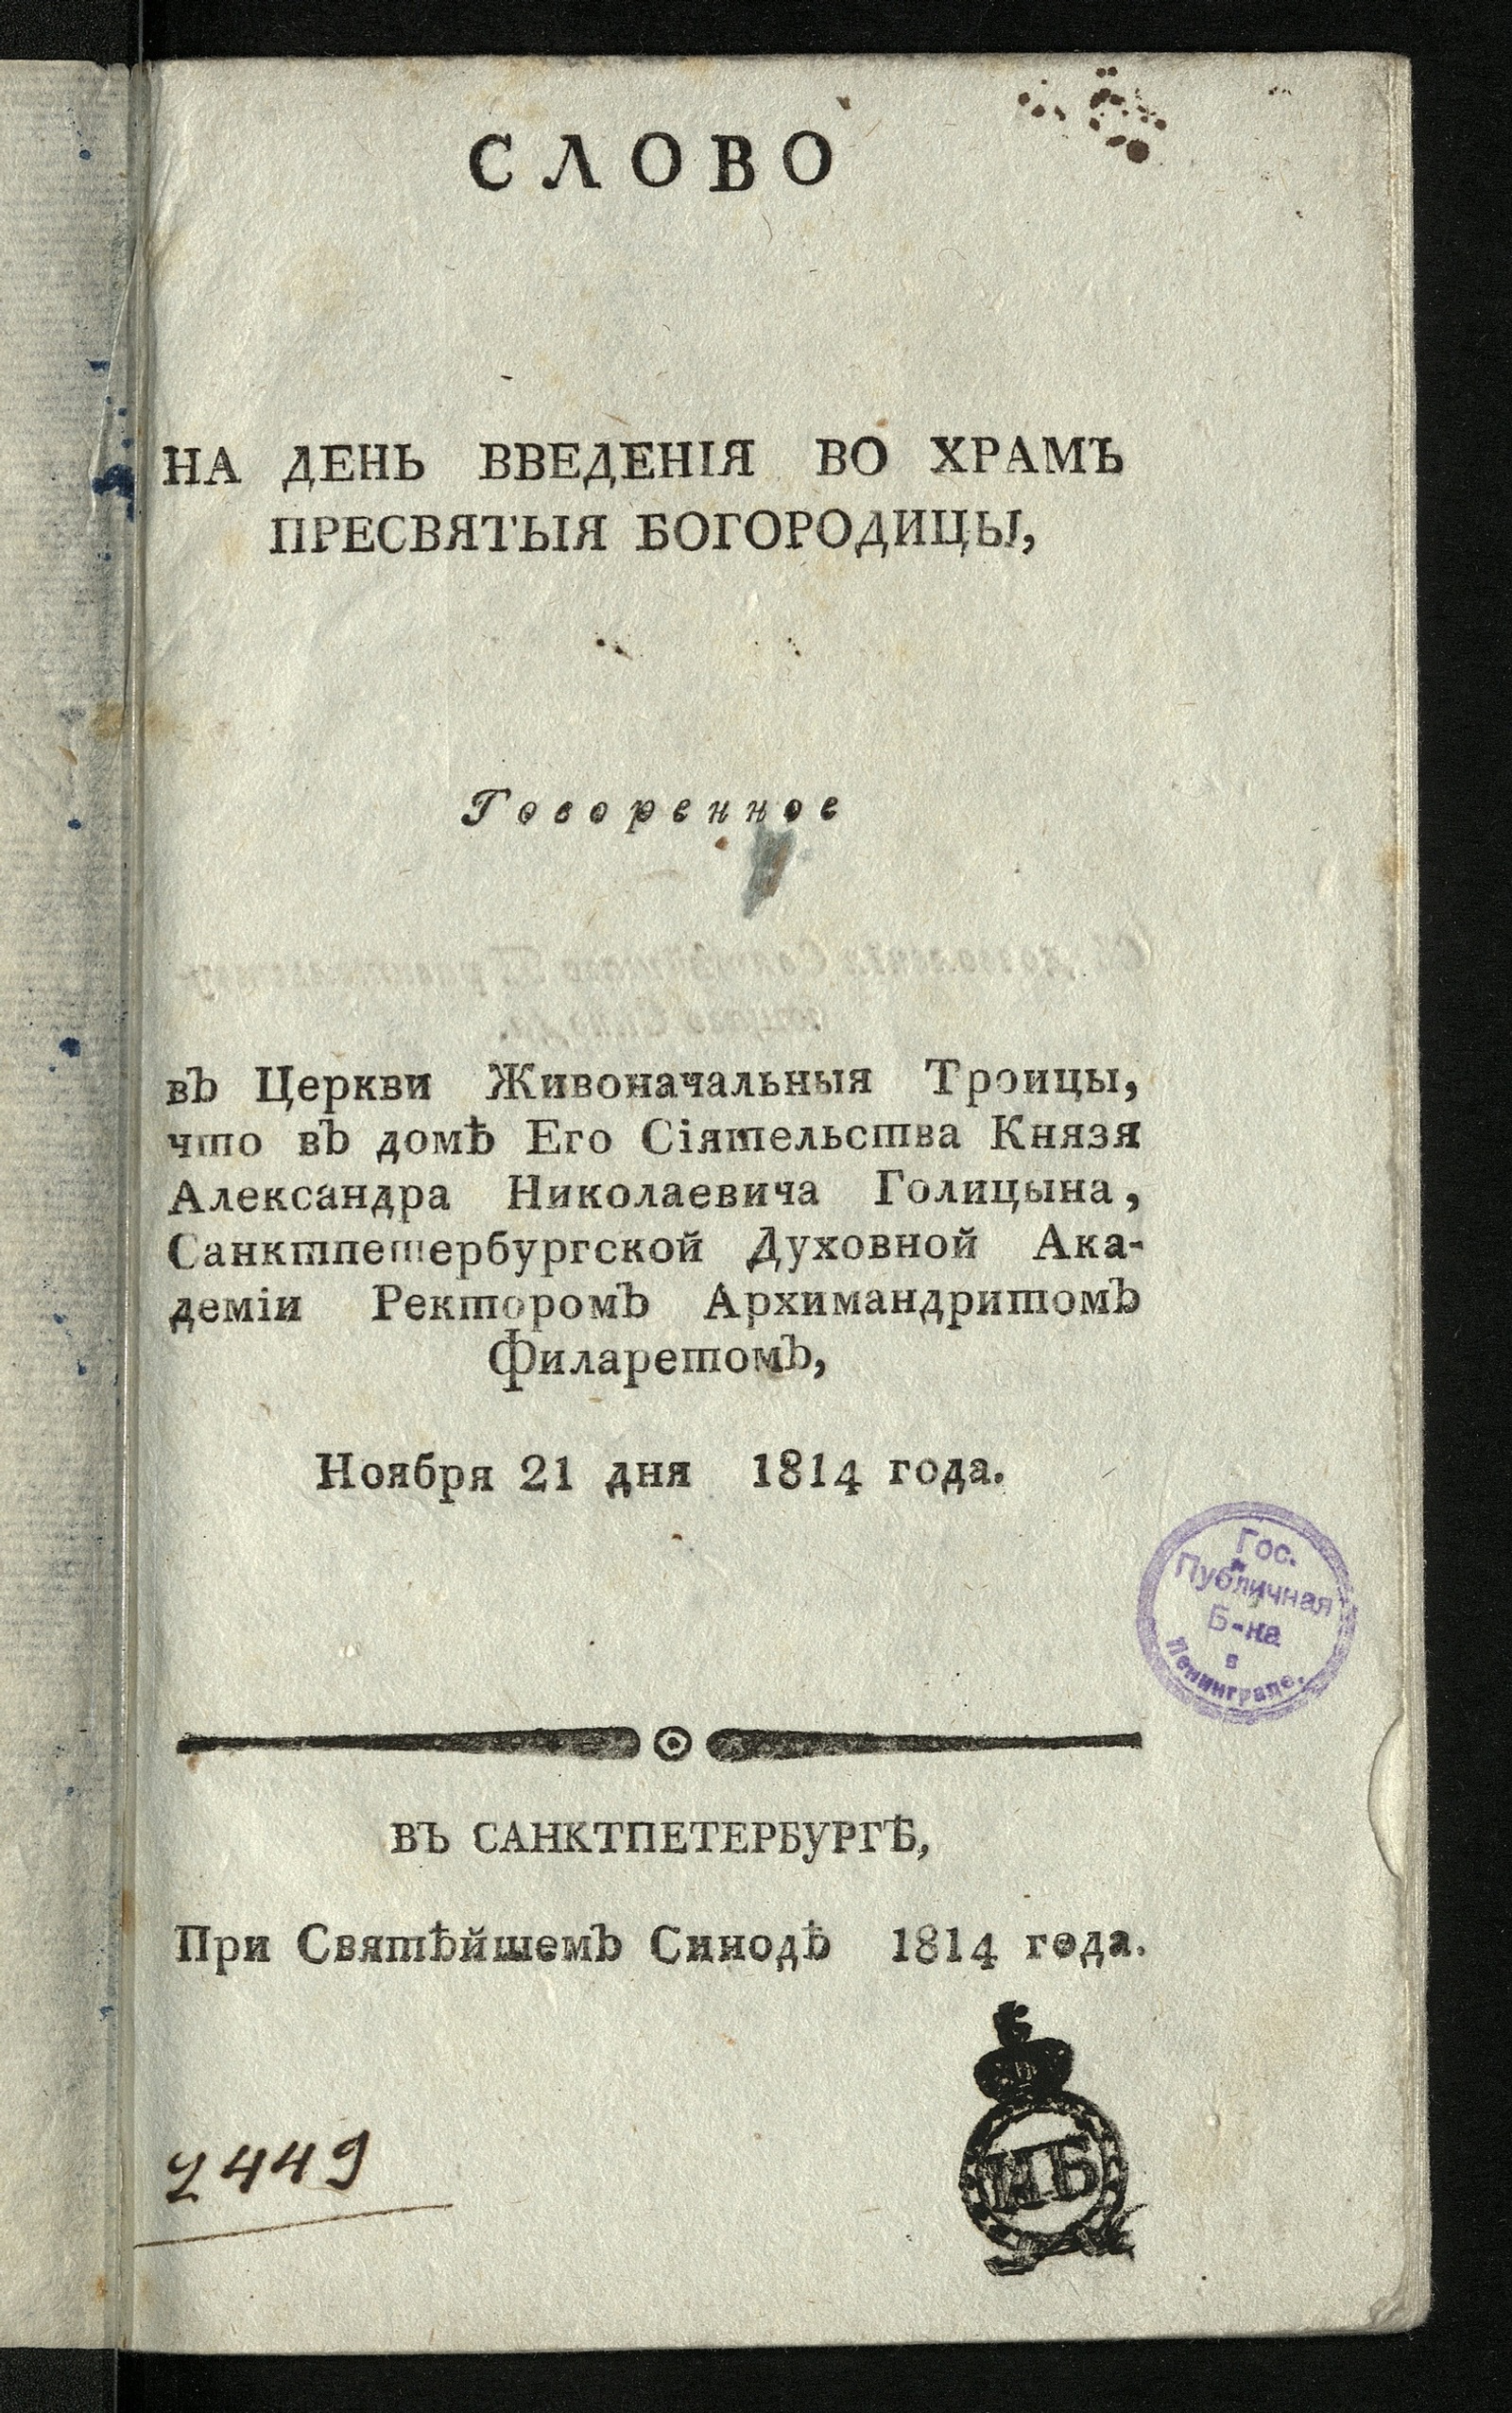 СЛОВО
НА ДЕНЬ ВВЕДЕНІЯ ВО ХРАМЪ
ПРЕСВЯТЫЯ БОГОРОДИЦЫ,
Говоренное
въ Церкви Живоначальныя Троицы,
что въ домѣ Его Сіятельства Князя
Александра Николаевича Голицына,
Санктпетербургской Духовной Ака-
деміи Ректоромъ Архимандритомъ
Филаретомъ,
Ноября 21 дня 1814 года.
Гос.
Публичная
Б-ка
в
Ленинграде.
ВЪ САНКТПЕТЕРБУРГѢ,
При Святѣйшемъ Синодѣ 1814 года.
ИБ
2449